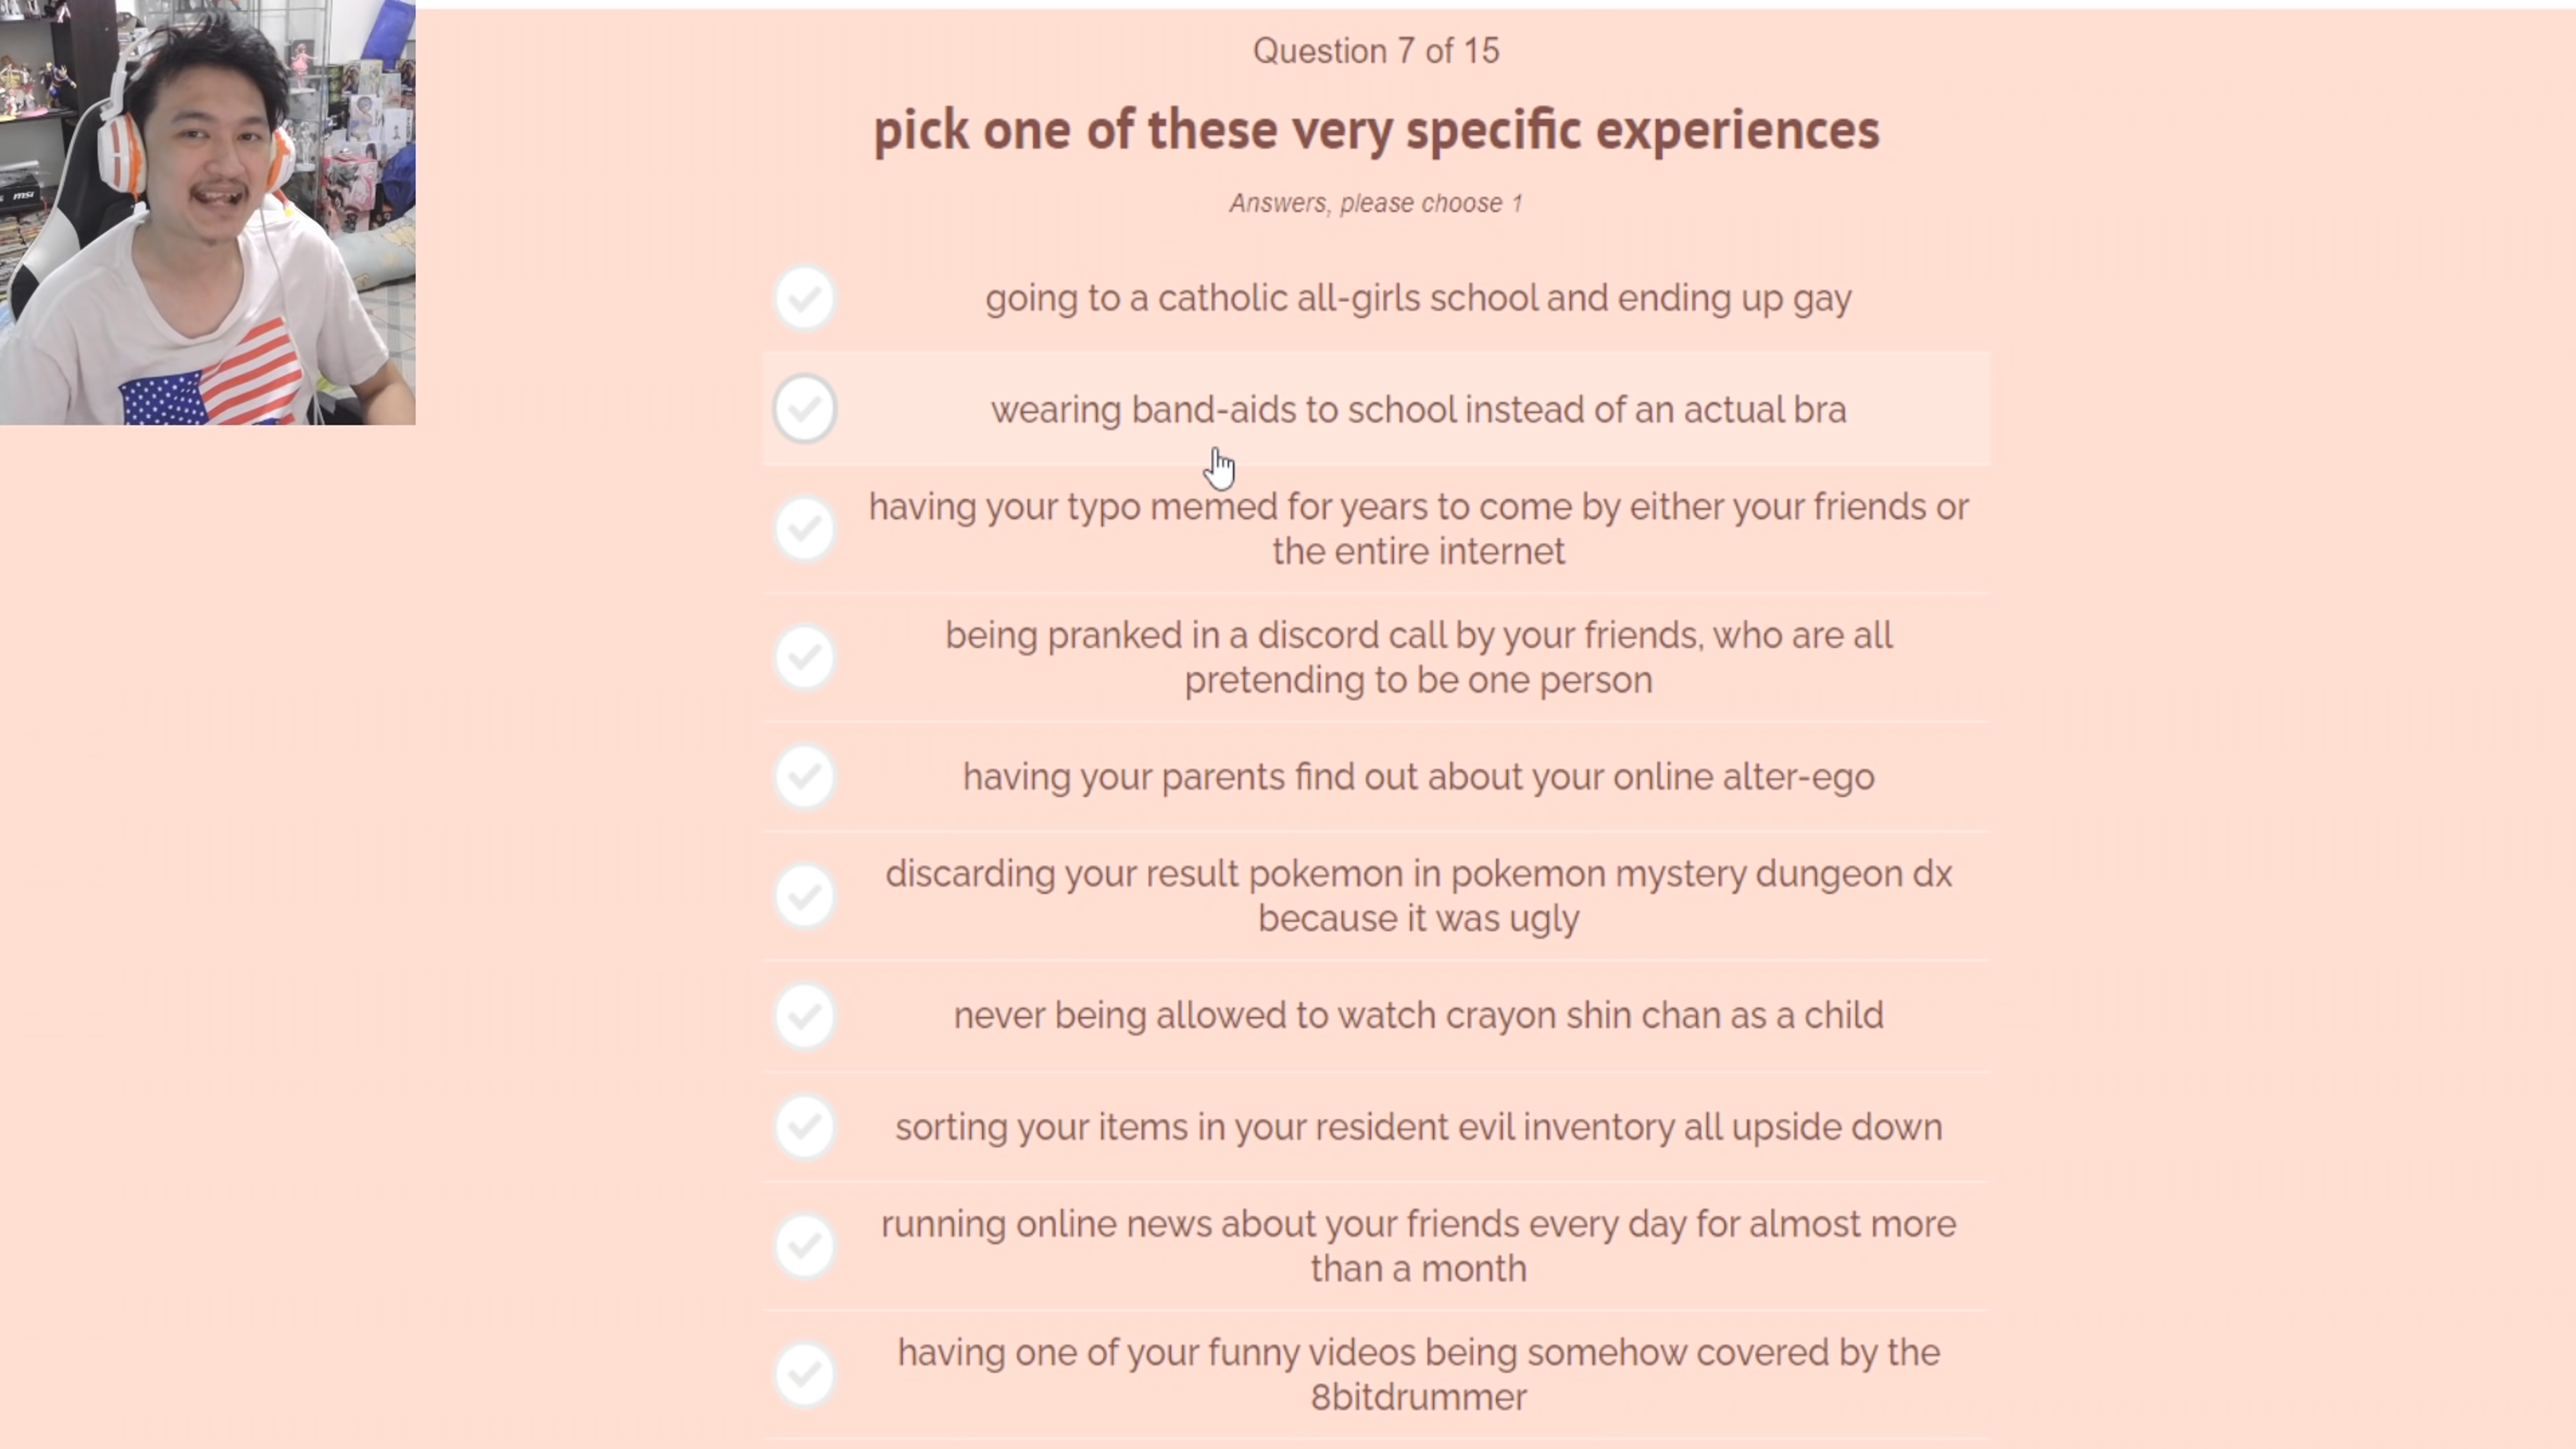 msi
Question 7 of 15
pick one of these very specific experiences
Answers, please choose 1
going to a catholic all-girls school and ending up gay
wearing band-aids to school instead of an actual bra
having your typo memed for years to come by either your friends or
the entire internet
being pranked in a discord call by your friends, who are all
pretending to be one person
having your parents find out about your online alter-ego
discarding your result pokemon in pokemon mystery dungeon dx
because it was ugly
never being allowed to watch crayon shin chan as a child
sorting your items in your resident evil inventory all upside down
running online news about your friends every day for almost more
than a month
having one of your funny videos being somehow covered by the
8bitdrummer